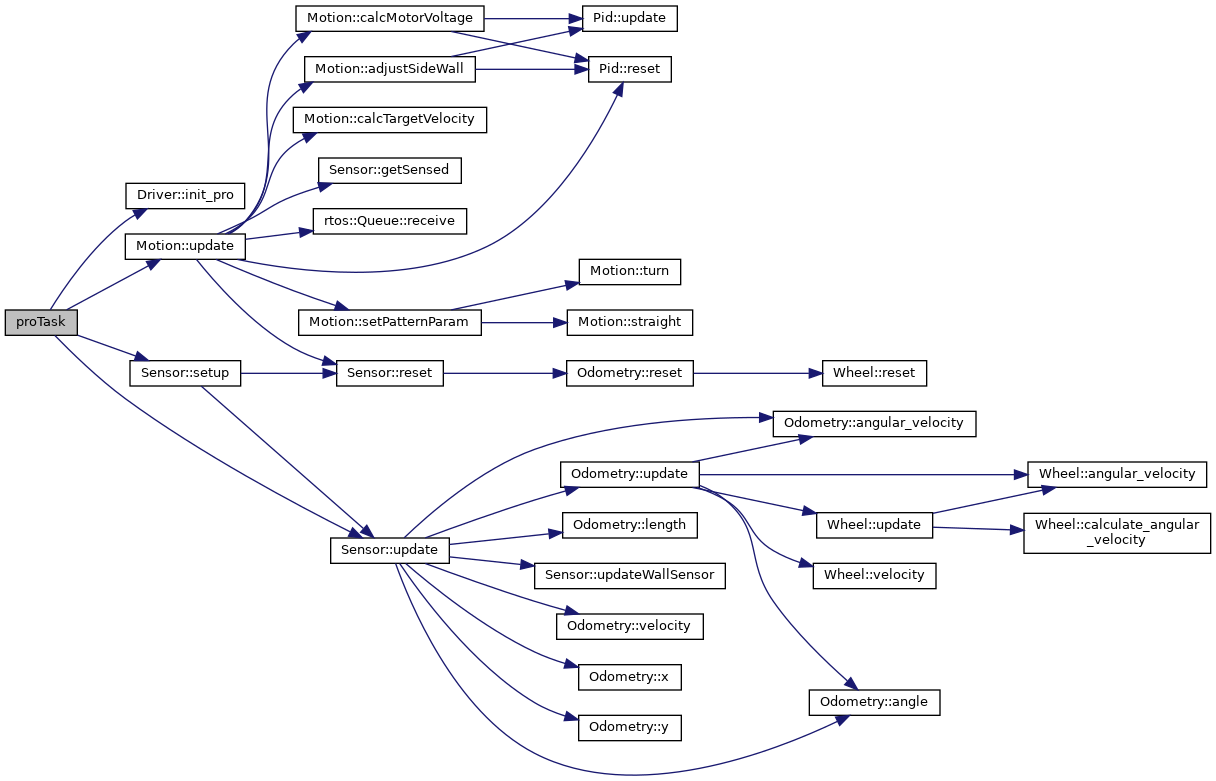 Motion::calcMotorVoltage
Pid::update
Motion::adjustSideWall
Pid::reset
Motion::calcTargetVelocity
Sensor::getSensed
Driver::init_pro
rtos::Queue::receive
Motion::update
Motion::turn
proTask
Motion::setPatternParam
Motion::straight
Sensor::setup
Sensor::reset
Odometry::reset
Wheel::reset
Odometry::angular_velocity
Odometry::update
Wheel::angular_velocity
Odometry::length
Wheel::update
Wheel::calculate_angular
_velocity
Sensor::update
Sensor::updateWallSensor
Wheel::velocity
Odometry::velocity
Odometry::x
Odometry::angle
Odometry::y